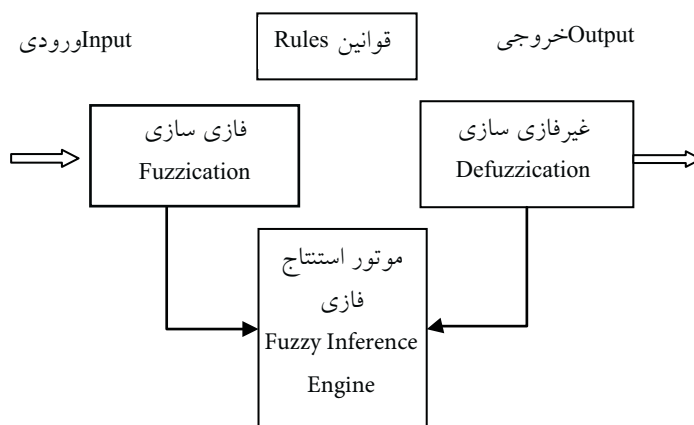 Inputورودی
Rules قوانین
Outputخروجی
فازی سازی
Fuzzication
غیرفازی سازی
Defuzzication
موتور استنتاج
فازی
Fuzzy Inference
Engine